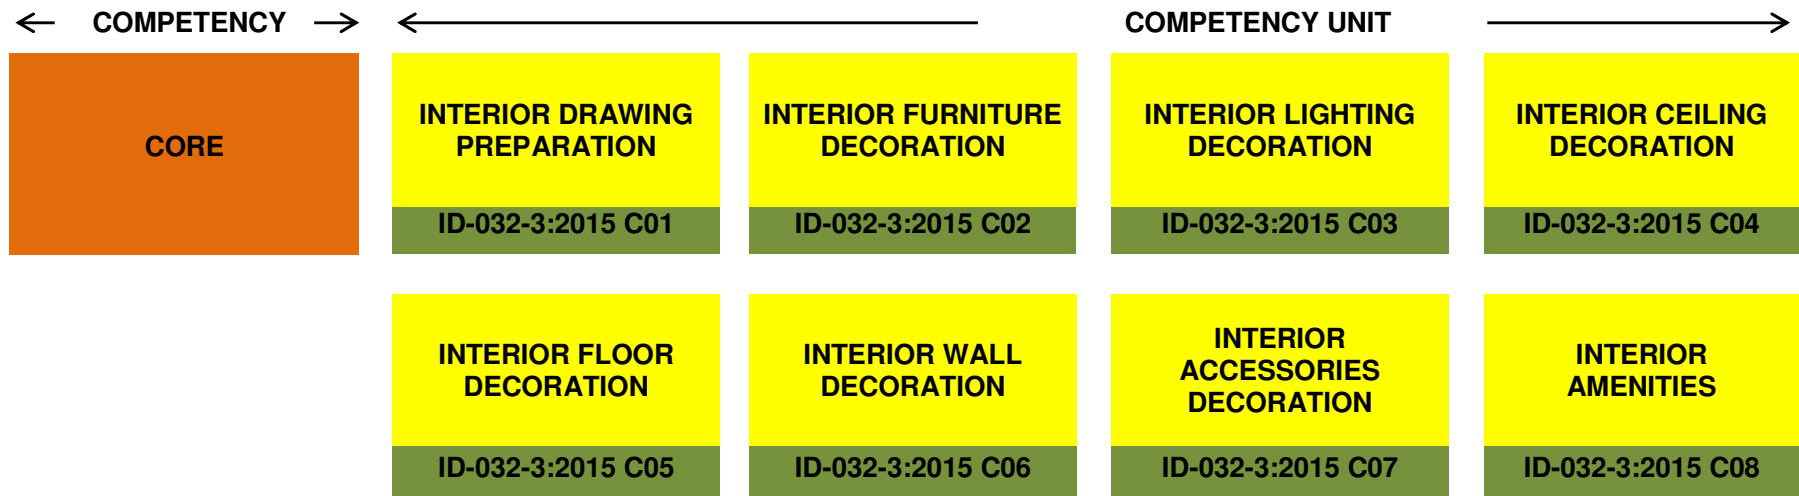 COMPETENCY
COMPETENCY UNIT
CORE
INTERIOR DRAWING
PREPARATION
ID-032-3:2015 C01
INTERIOR FURNITURE
DECORATION
ID-032-3:2015 C02
INTERIOR LIGHTING
DECORATION
ID-032-3:2015 C03
INTERIOR CEILING
DECORATION
ID-032-3:2015 C04
INTERIOR FLOOR
DECORATION
ID-032-3:2015 C05
INTERIOR WALL
DECORATION
ID-032-3:2015 C06
INTERIOR
ACCESSORIES
DECORATION
ID-032-3:2015 C07
INTERIOR
AMENITIES
ID-032-3:2015 C08